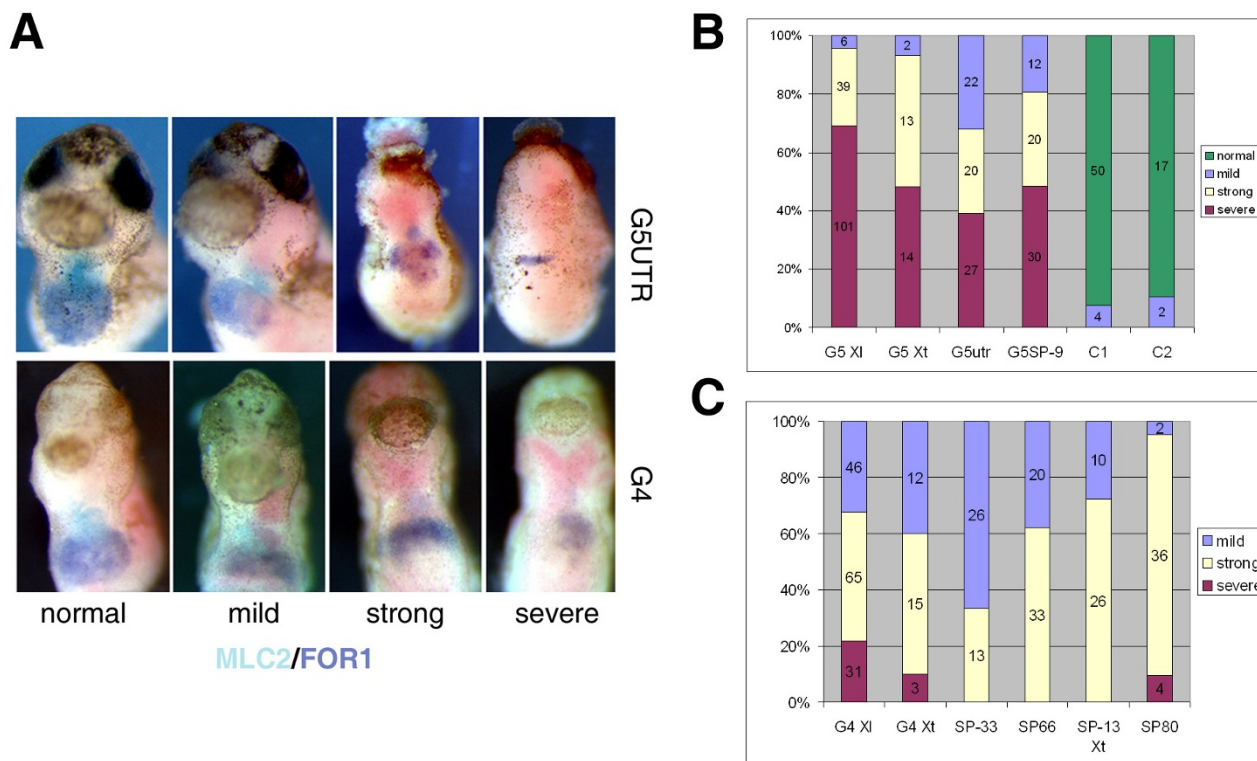 A
G5UTR
G4
normal mild strong severe
MLC2/FOR1
B
100%
80%
60%
40%
20%
0%
6 2 22 12
39 13 20 20 50 17
101 14 27 30 4 2
G5 Xl G5 Xt G5utr G5SP-9 C1 C2
normal
mild
strong
severe
C
100%
80%
60%
40%
20%
0%
46 12 26 20 10 2
65 15 13 33 26 36
31 3 4
G4 Xl G4 Xt SP-33 SP66 SP-13 SP80
Xt
mild
strong
severe